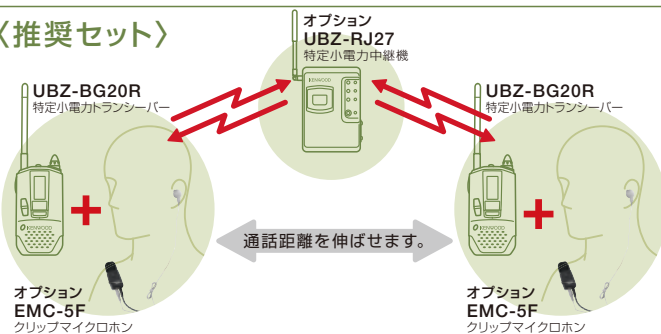 〈推奨セット〉
オプション
UBZ-RJ27
特定小電力中継機
KENWOOD
UBZ-BG20R
特定小電力トランシーバー
KENWOOD
UBZ-BG20R
特定小電力トランシーバー
KENWOOD
通話距離を伸ばせます。
オプション
EMC-5F
クリップマイクロホン
オプション
EMC-5F
クリップマイクロホン